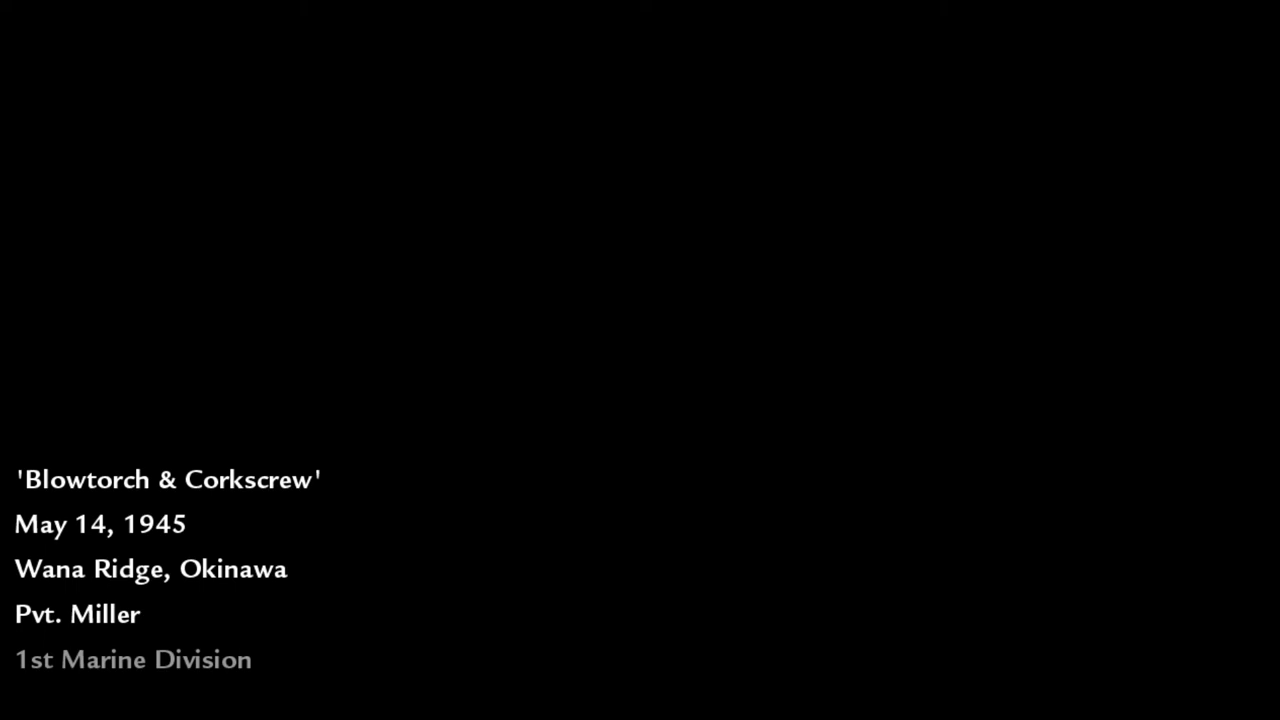 'Blowtorch & Corkscrew'
May 14, 1945
Wana Ridge, Okinawa
Pvt. Miller
1st Marine Division